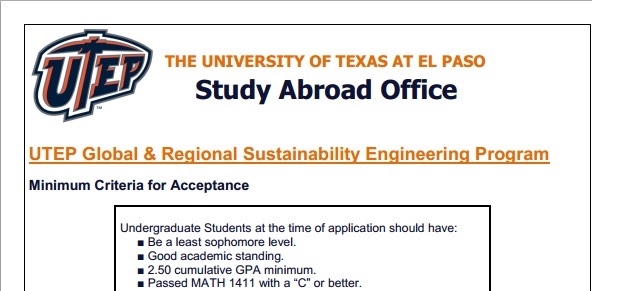 UTEP
TM
THE UNIVERSITY OF TEXAS AT EL PASO
Study Abroad Office
UTEP Global & Regional Sustainability Engineering Program
Minimum Criteria for Acceptance
Undergraduate Students at the time of application should have:
■ Be a least sophomore level.
■ Good academic standing.
■ 2.50 cumulative GPA minimum.
■ Passed MATH 1411 with a “C” or better.